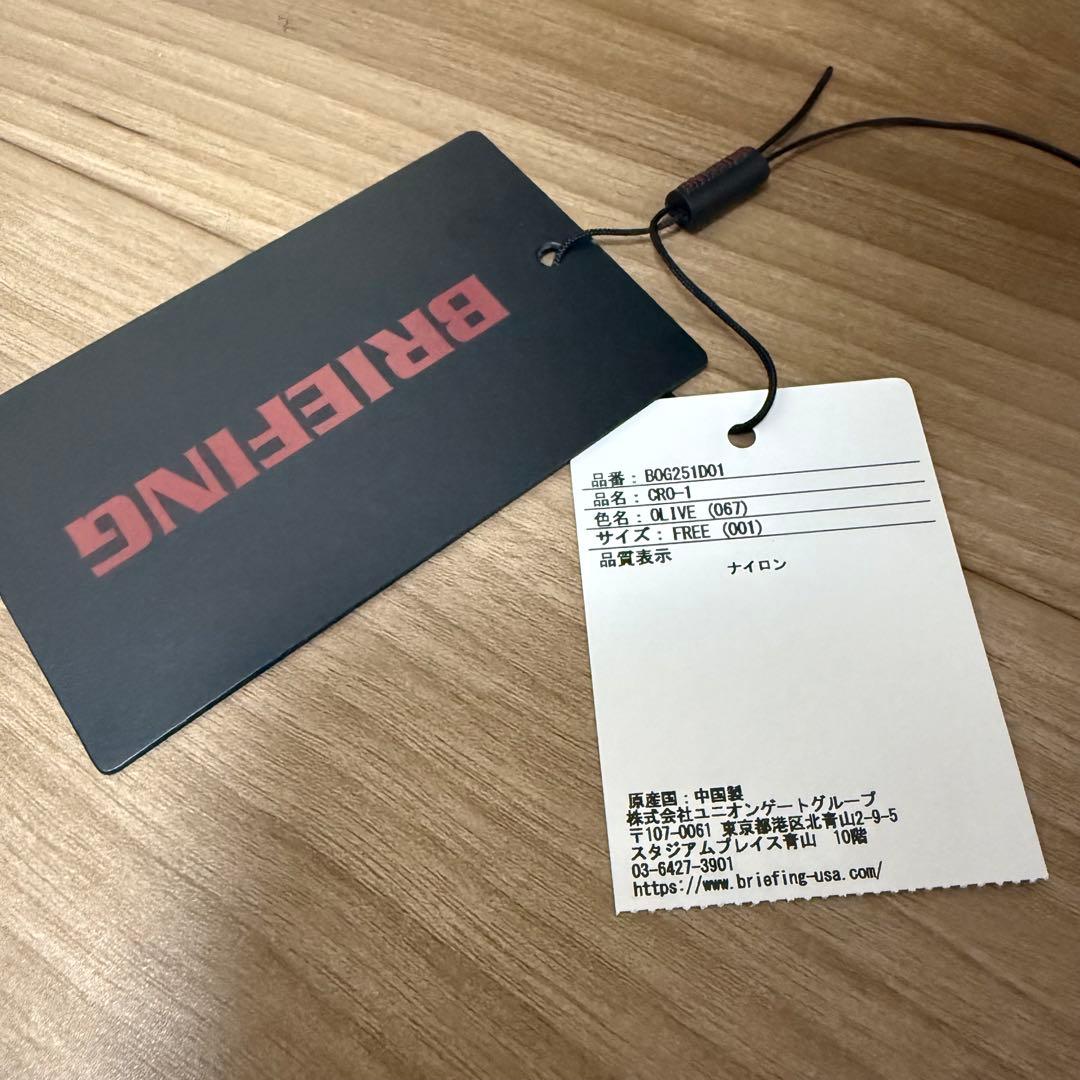 BRIEFING
品番：BOG251D01
品名：CRO-1
色名：OLIVE (067)
サイズ：FREE (001)
品質表示
ナイロン
原産国：中国製
株式会社ユニオンゲートグループ
〒107-0061 東京都港区北青山2-9-5
スタジアムプレイス青山　10階
03-6427-3901
https://www.briefing-usa.com/